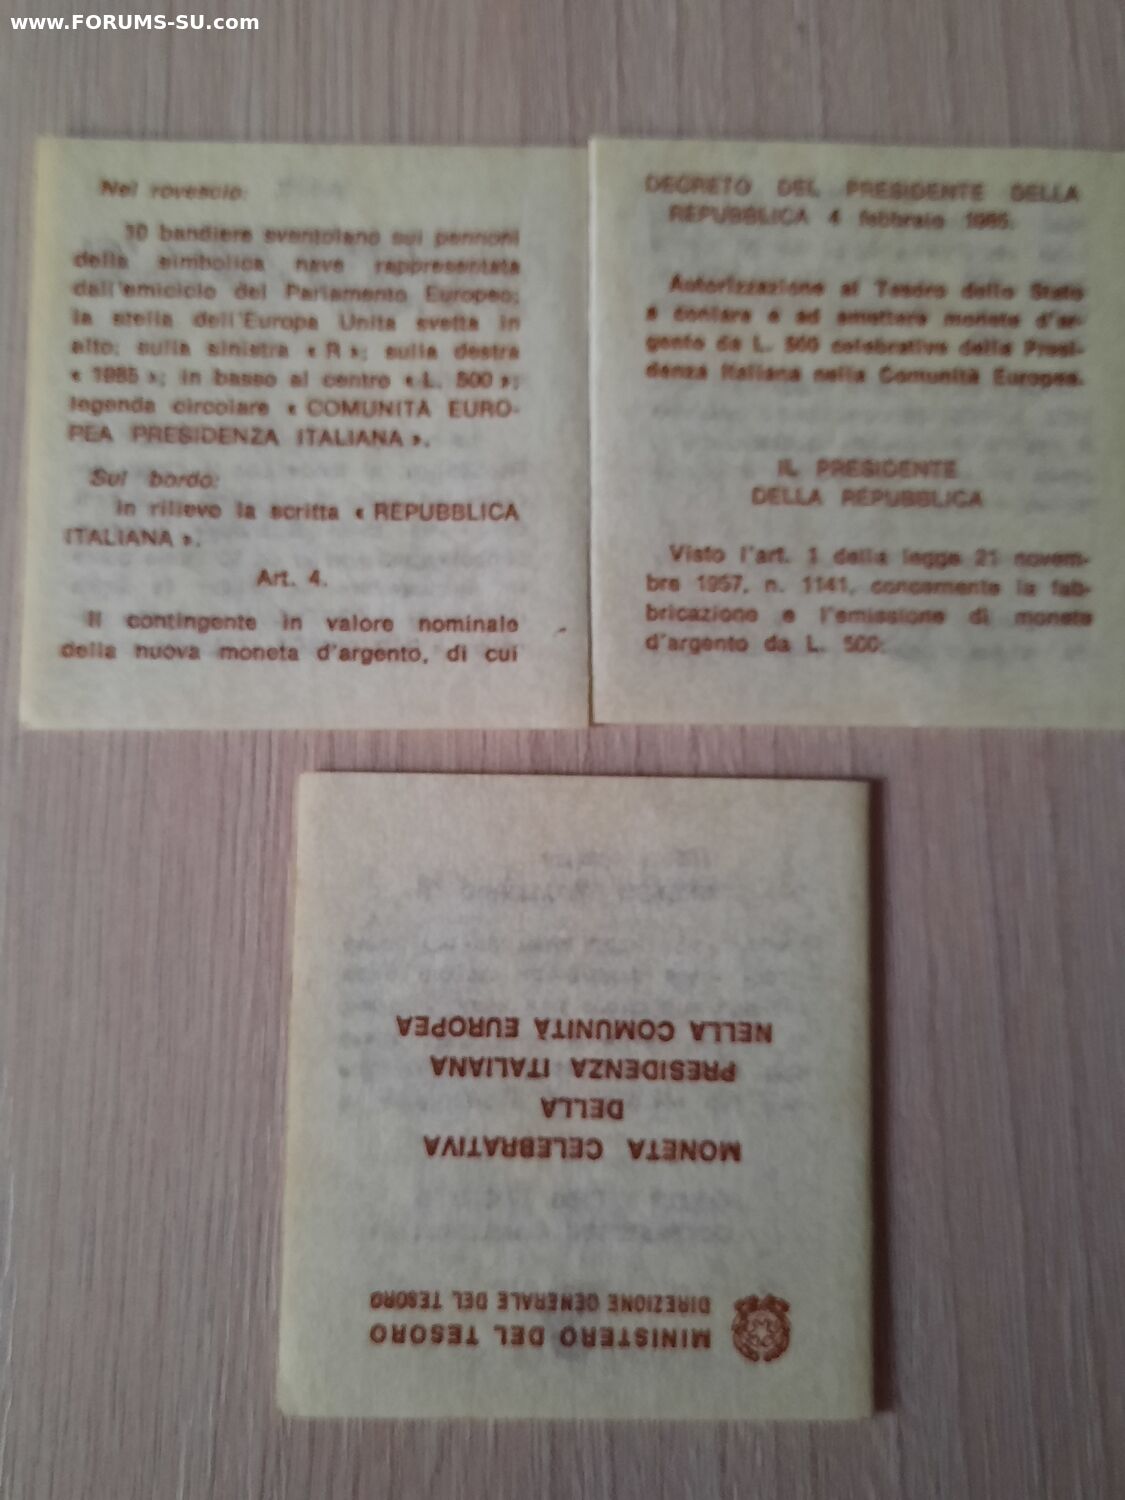 www.FORUMS-SU.com
Nel rovescio:
10 bandiere sventolano sui pennoni
della simbolica nave rappresentata
dall'emiciclo del Parlamento Europeo;
la stella dell'Europa Unita svetta in
alto; sulla sinistra « R »; sulla destra
« 1985 »; in basso al centro « L. 500 »;
legenda circolare « COMUNITÀ EURO-
PEA PRESIDENZA ITALIANA ».
Sul bordo:
in rilievo la scritta « REPUBBLICA
ITALIANA ».
Art. 4.
Il contingente in valore nominale
della nuova moneta d'argento, di cui
DECRETO DEL PRESIDENTE DELLA
REPUBBLICA 4 febbraio 1985.
Autorizzazione al Tesoro dello Stato
a coniare e ad emettere monete d'ar-
gento da L. 500 celebrative della Presi-
denza Italiana nella Comunità Europea.
IL PRESIDENTE
DELLA REPUBBLICA
Visto l'art. 1 della legge 21 novem-
bre 1957, n. 1141, concernente la fab-
bricazione e l'emissione di monete
d'argento da L. 500;
MINISTERO DEL TESORO
DIREZIONE GENERALE DEL TESORO
MONETA CELEBRATIVA
DELLA
PRESIDENZA ITALIANA
NELLA COMUNITÀ EUROPEA